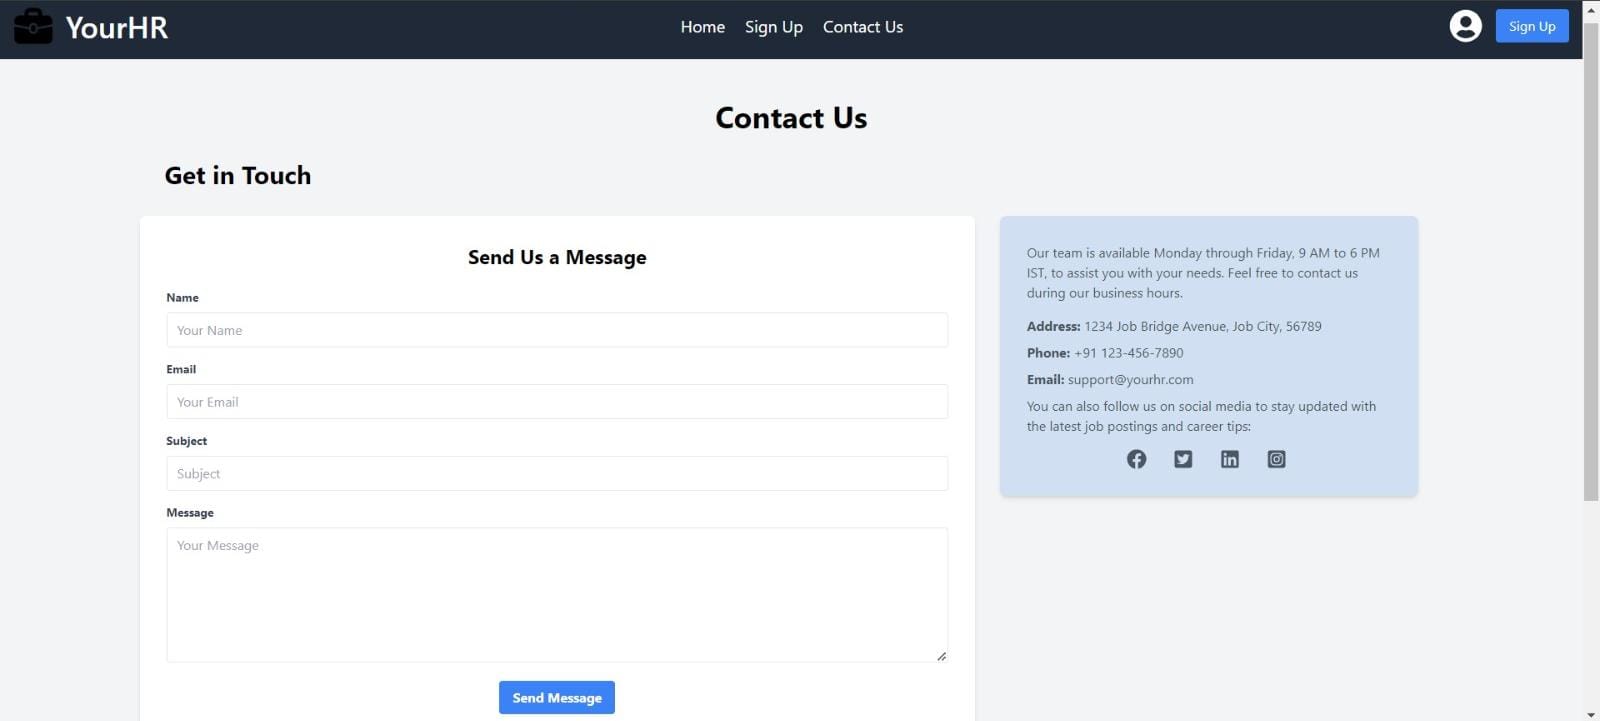 YourHR
Home
Sign Up
Contact Us
Sign Up
Contact Us
Get in Touch
Send Us a Message
Name
Your Name
Email
Your Email
Subject
Subject
Message
Your Message
Send Message
Our team is available Monday through Friday, 9 AM to 6 PM
IST, to assist you with your needs. Feel free to contact us
during our business hours.
Address: 1234 Job Bridge Avenue, Job City, 56789
Phone: +91 123-456-7890
Email: support@yourhr.com
You can also follow us on social media to stay updated with
the latest job postings and career tips: